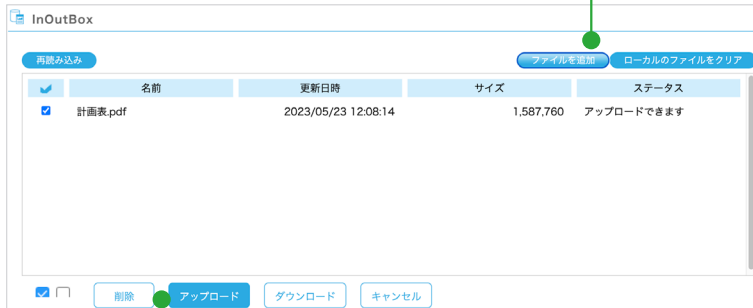 InOutBox
再読み込み ファイルを追加 ローカルのファイルをクリア
名前 更新日時 サイズ ステータス
計画表.pdf 2023/05/23 12:08:14 1,587,760 アップロードできます
削除 アップロード ダウンロード キャンセル